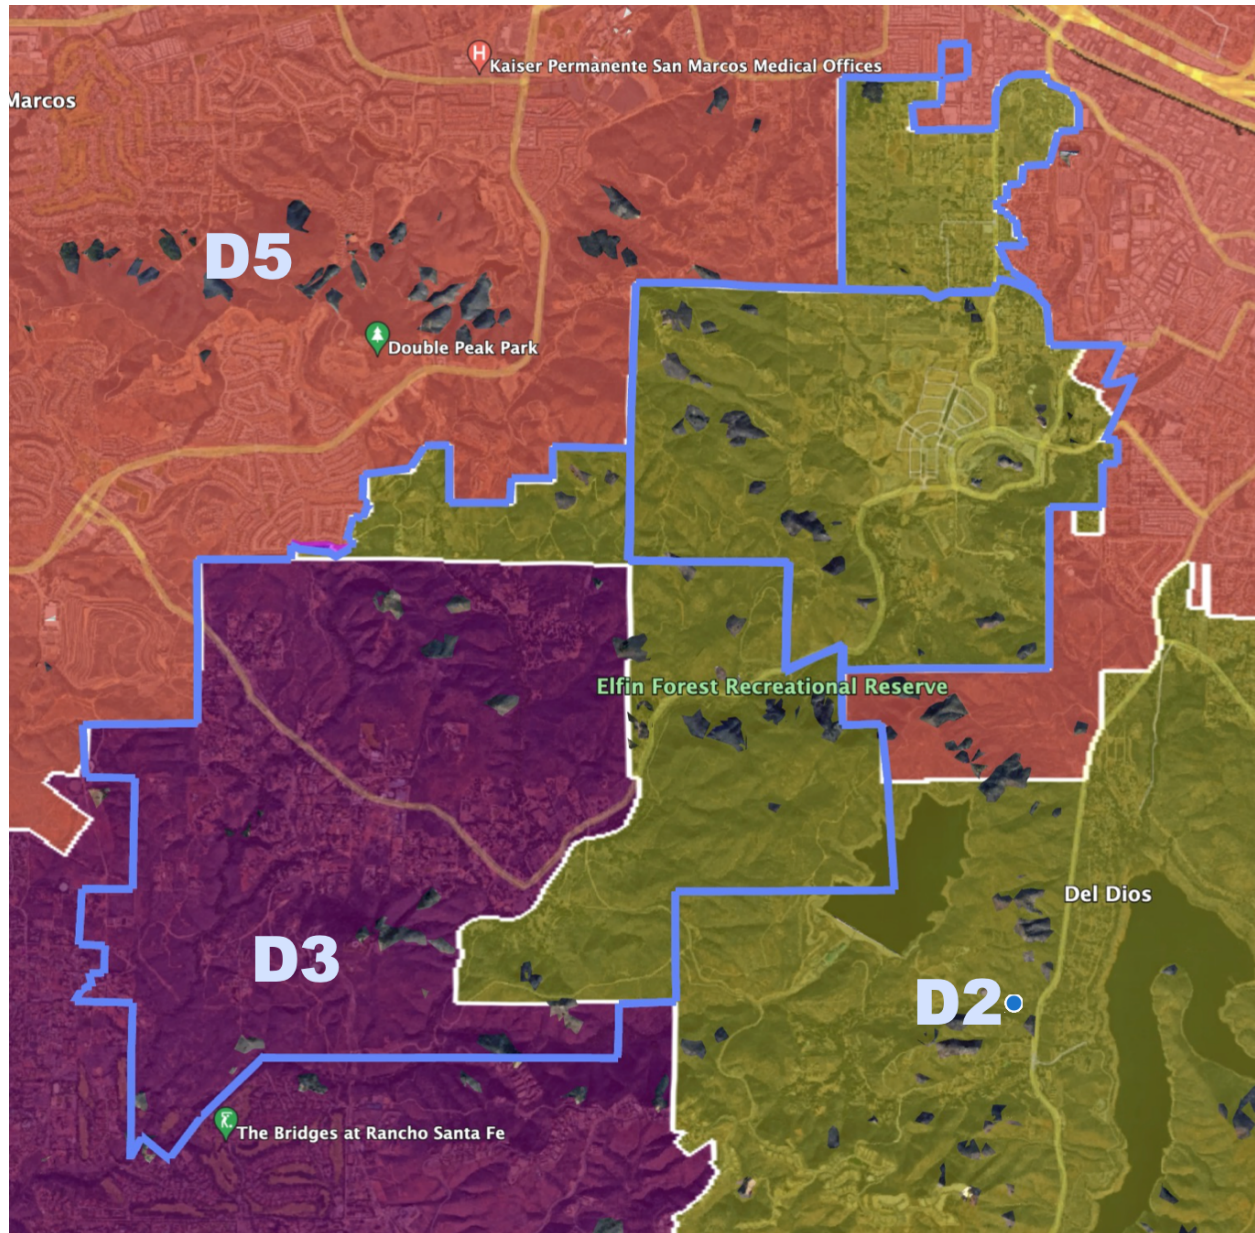 H
Kaiser Permanente San Marcos Medical Offices
Marcos
D5
Double Peak Park
Elfin Forest Recreational Reserve
Del Dios
D3
D2
The Bridges at Rancho Santa Fe